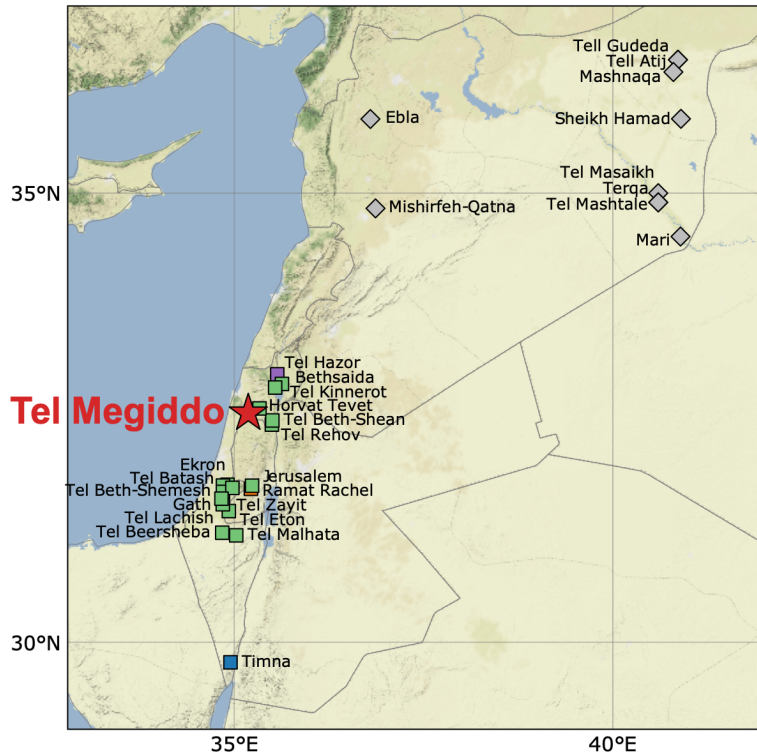 Tell Gudeda
Tell Atij
Mashnaqa
Ebla
Sheikh Hamad
Tel Masaikh
35°N
Terqa
Tel Mashtale
Mishirfeh-Qatna
Mari
Tel Hazor
Bethsaida
Tel Kinnerot
Tel Megiddo
Horvat Tevet
Tel Beth-Shean
Tel Rehov
Ekron
Tel Batash
Jerusalem
Tel Beth-Shemesh
Ramat Rachel
Gath
Tel Zayit
Tel Lachish
Tel Eton
Tel Beersheba
Tel Malhata
30°N
Timna
35°E
40°E